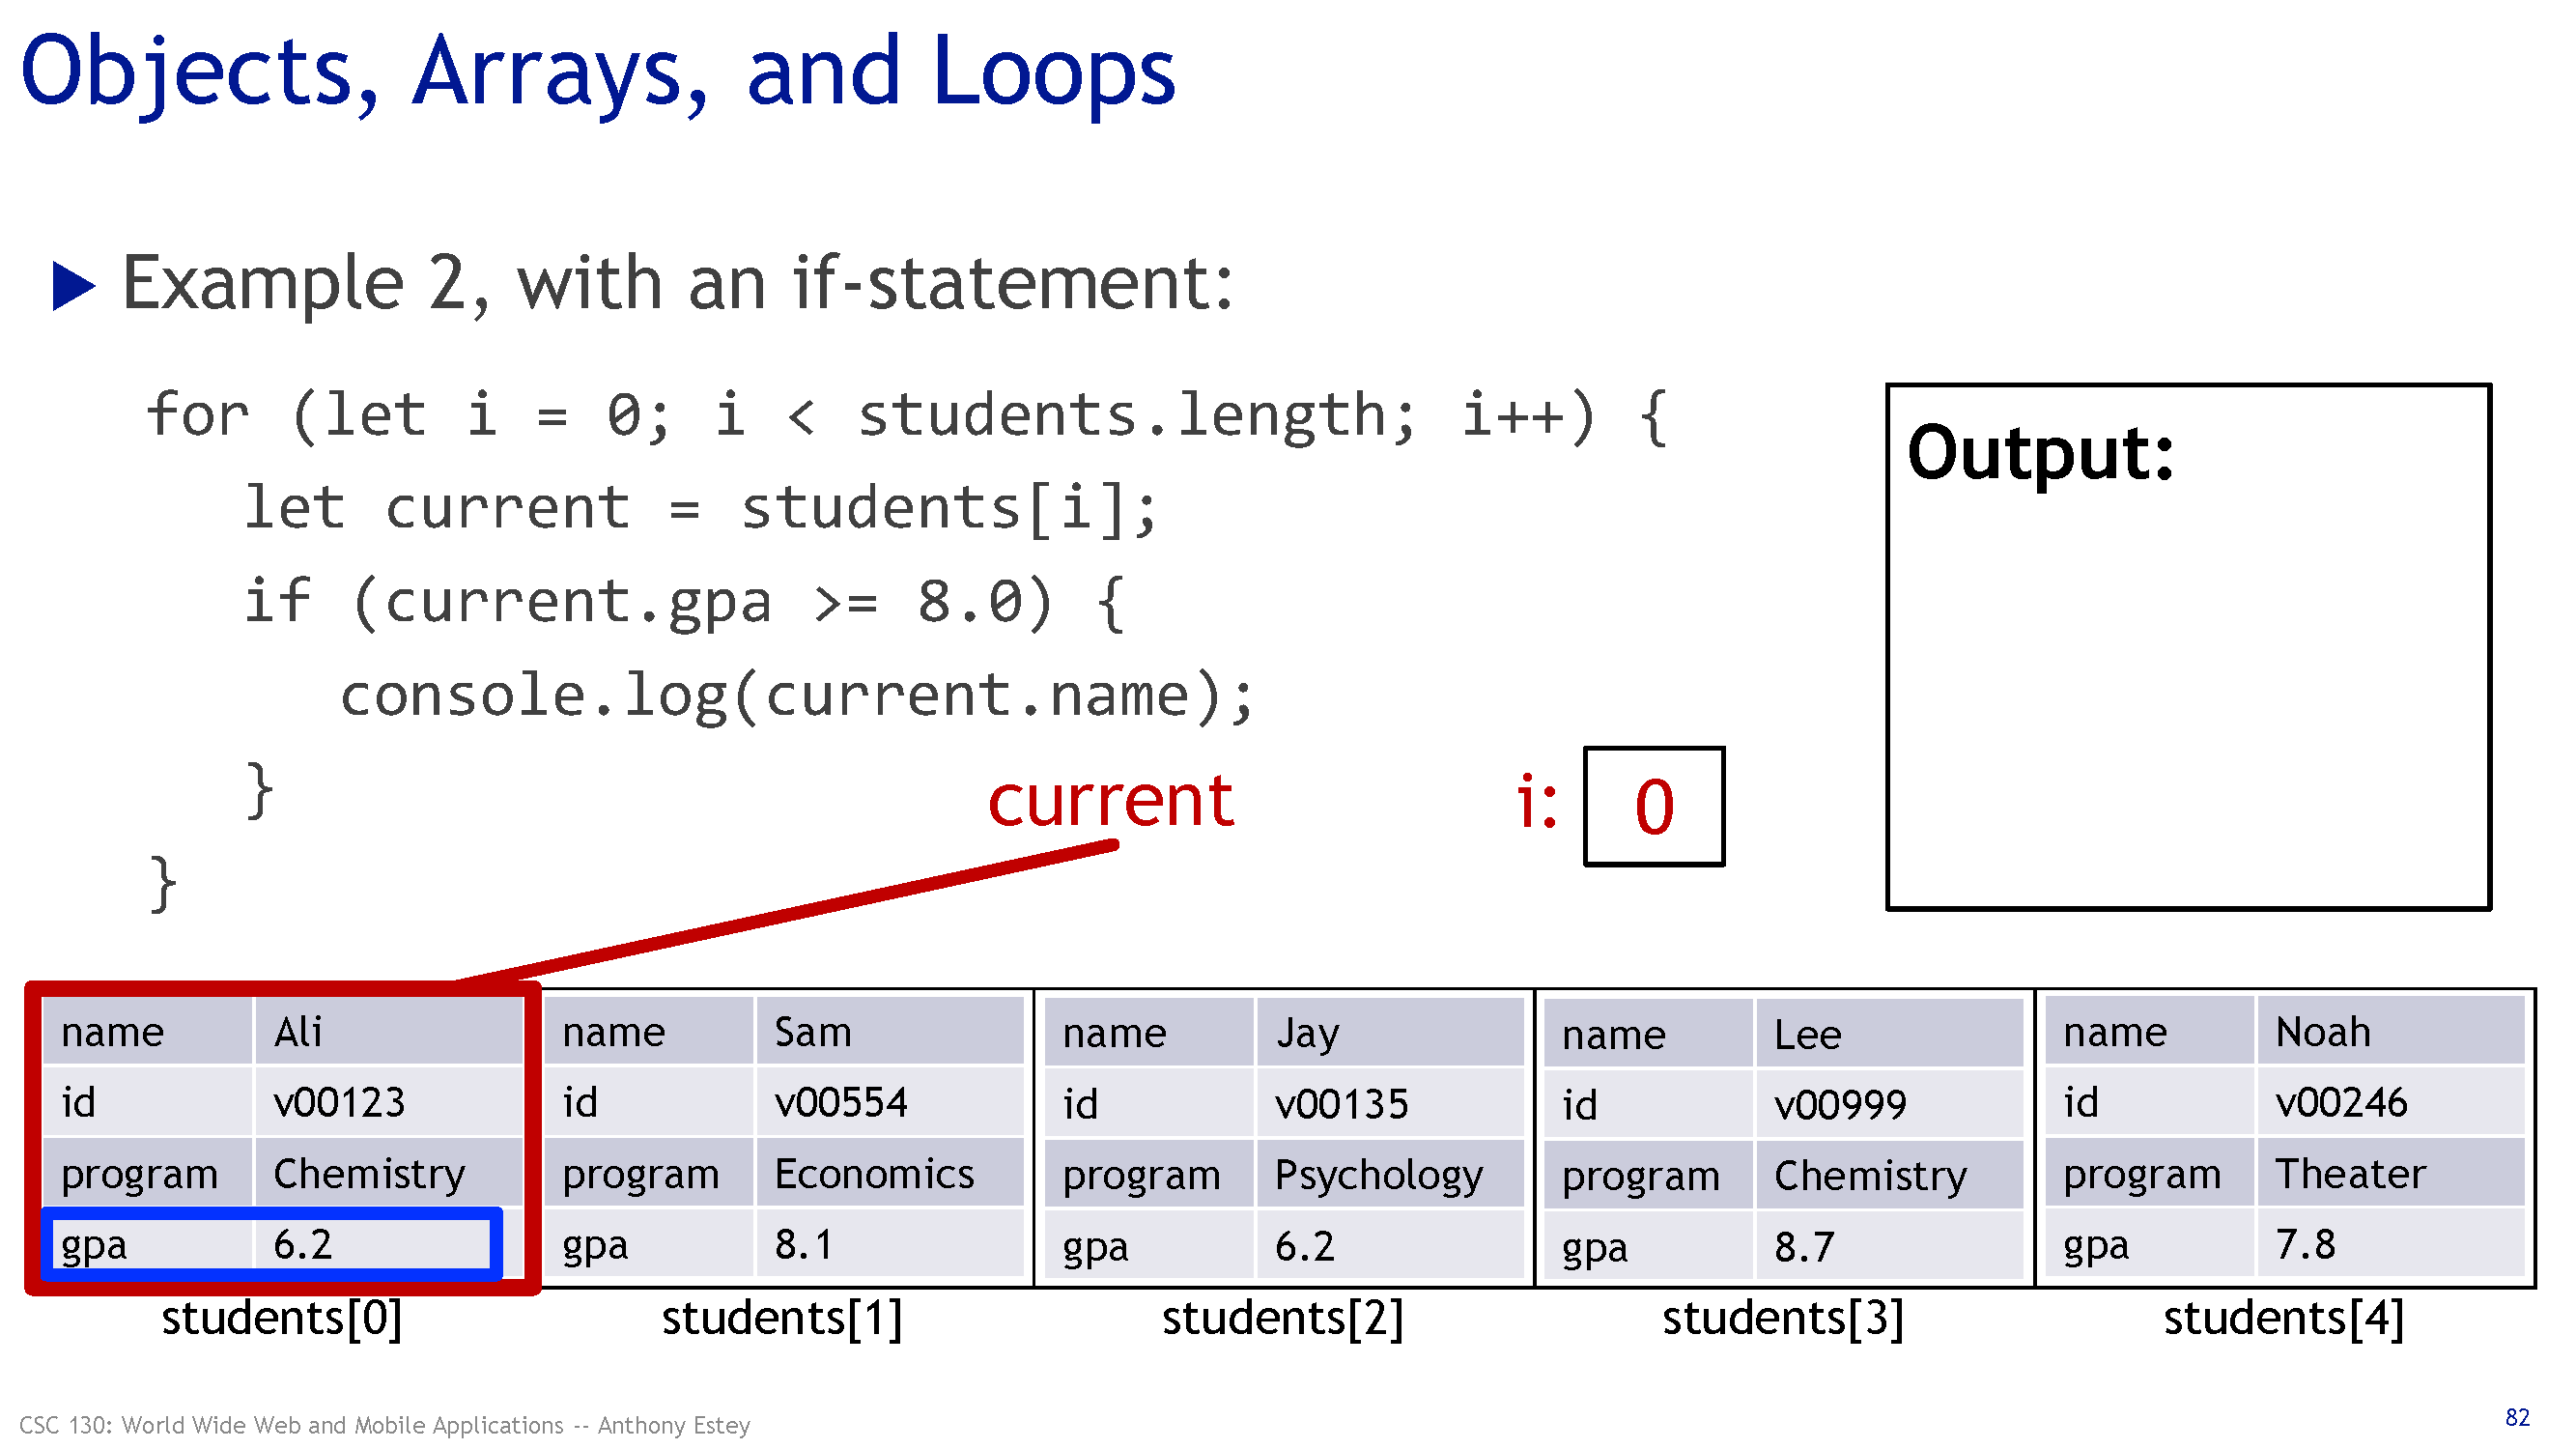 Objects, Arrays, and Loops
Example 2, with an if-statement:
for (let i = 0; i < students.length; i++) {
let current = students[i];
if (current.gpa >= 8.0) {
console.log(current.name);
}
}
Output:
current
i: 0
name Ali name Sam name Jay name Lee name Noah
id v00123 id v00554 id v00135 id v00999 id v00246
program Chemistry program Economics program Psychology program Chemistry program Theater
gpa 6.2 gpa 8.1 gpa 6.2 gpa 8.7 gpa 7.8
students[0] students[1] students[2] students[3] students[4]
CSC 130: World Wide Web and Mobile Applications -- Anthony Estey
82